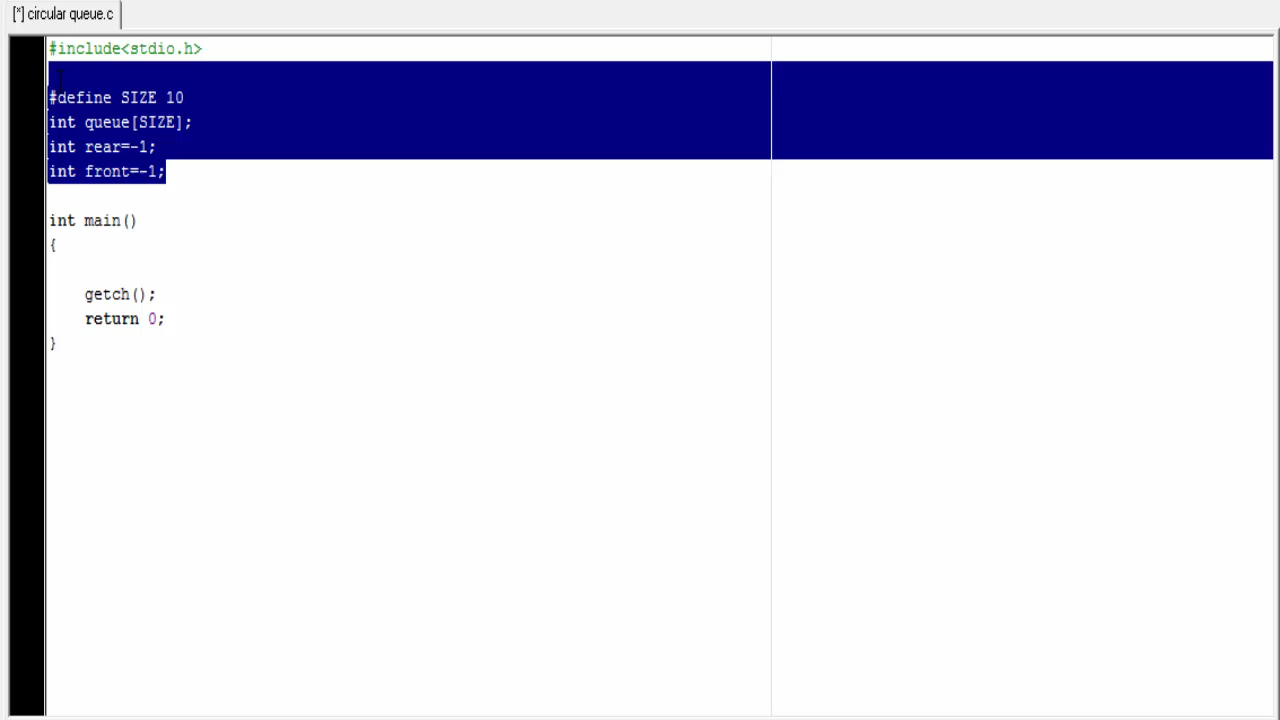 [*] circular queue.c
#include<stdio.h>
#define SIZE 10
int queue[SIZE];
int rear=-1;
int front=-1;
int main()
{
getch();
return 0;
}